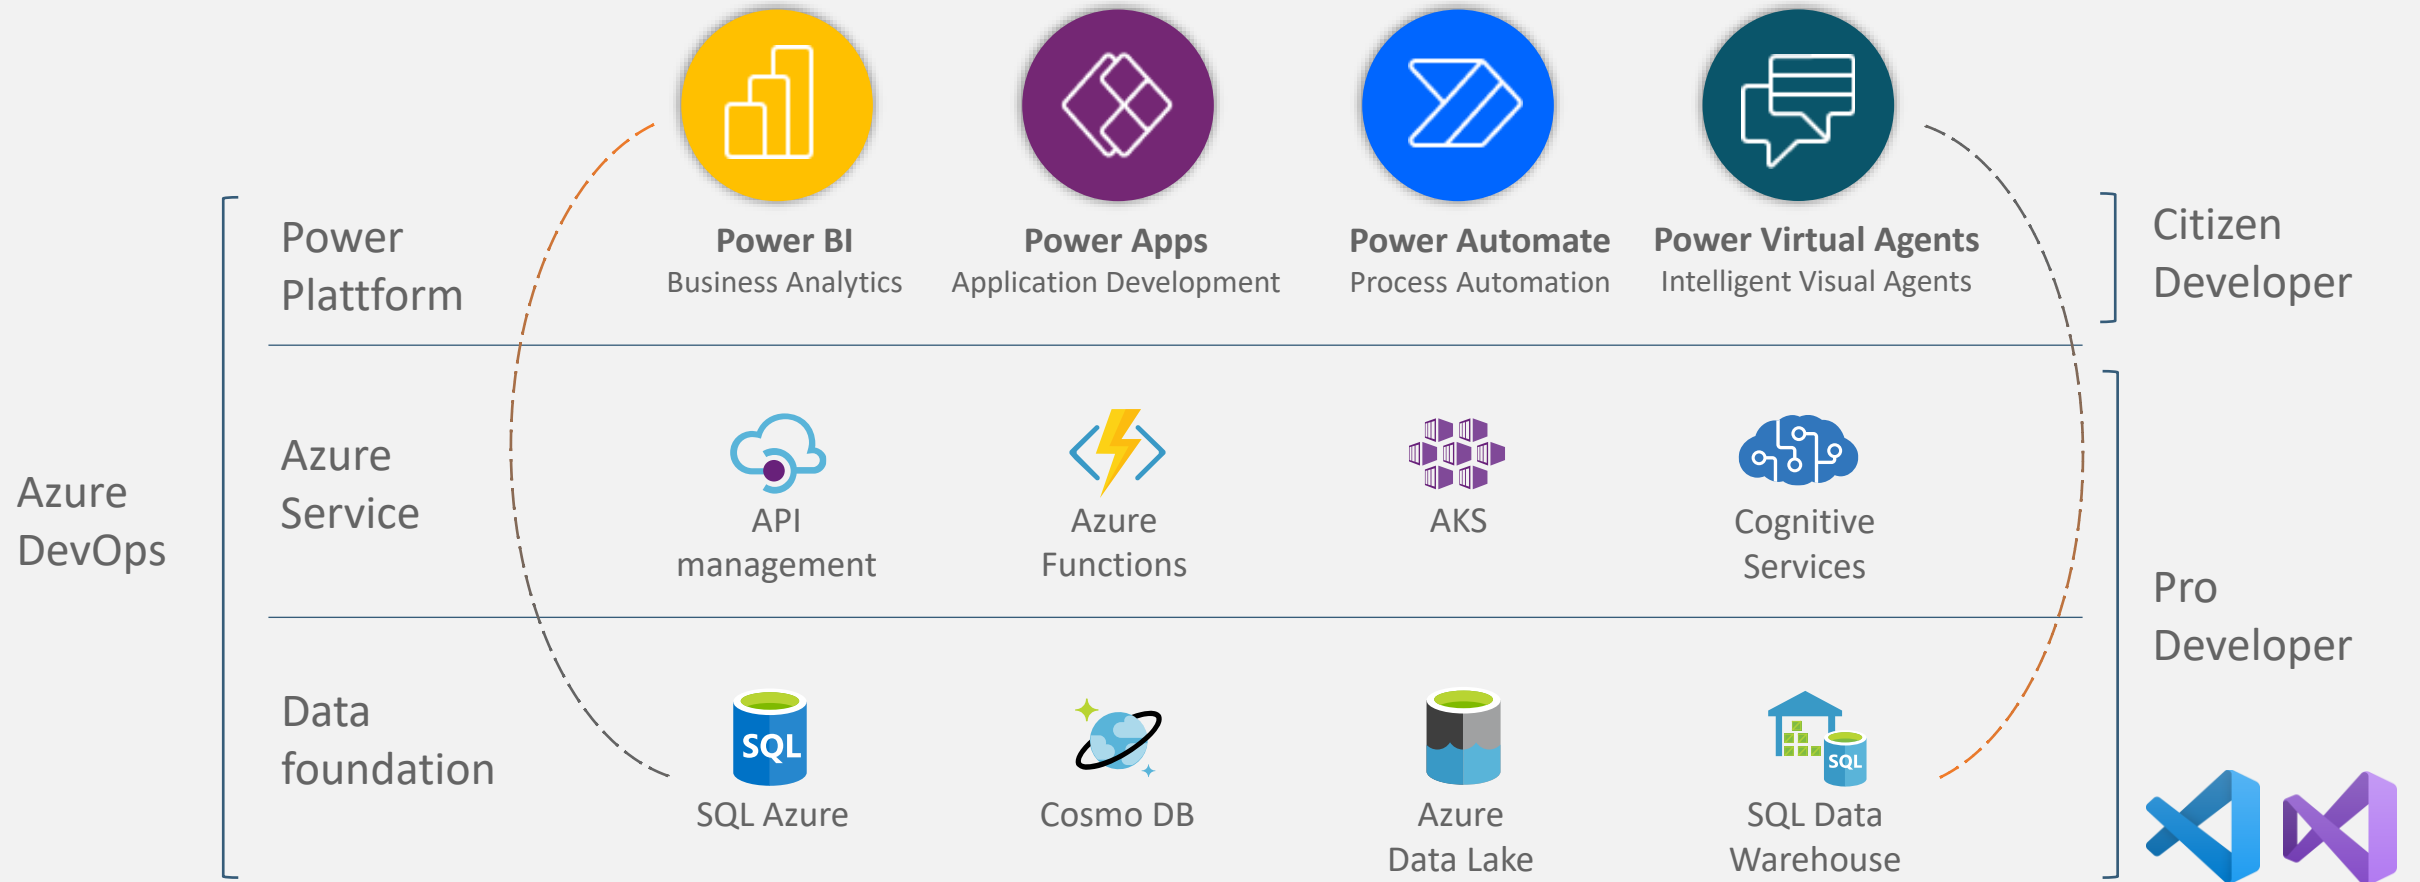 Power BI
Business Analytics
Power Apps
Application Development
Power Automate
Process Automation
Power Virtual Agents
Intelligent Visual Agents
Power
Plattform
Citizen
Developer
Azure
DevOps
Azure
Service
API
management
Azure
Functions
AKS
Cognitive
Services
Pro
Developer
Data
foundation
SQL
SQL Azure
Cosmo DB
Azure
Data Lake
SQL
SQL Data
Warehouse